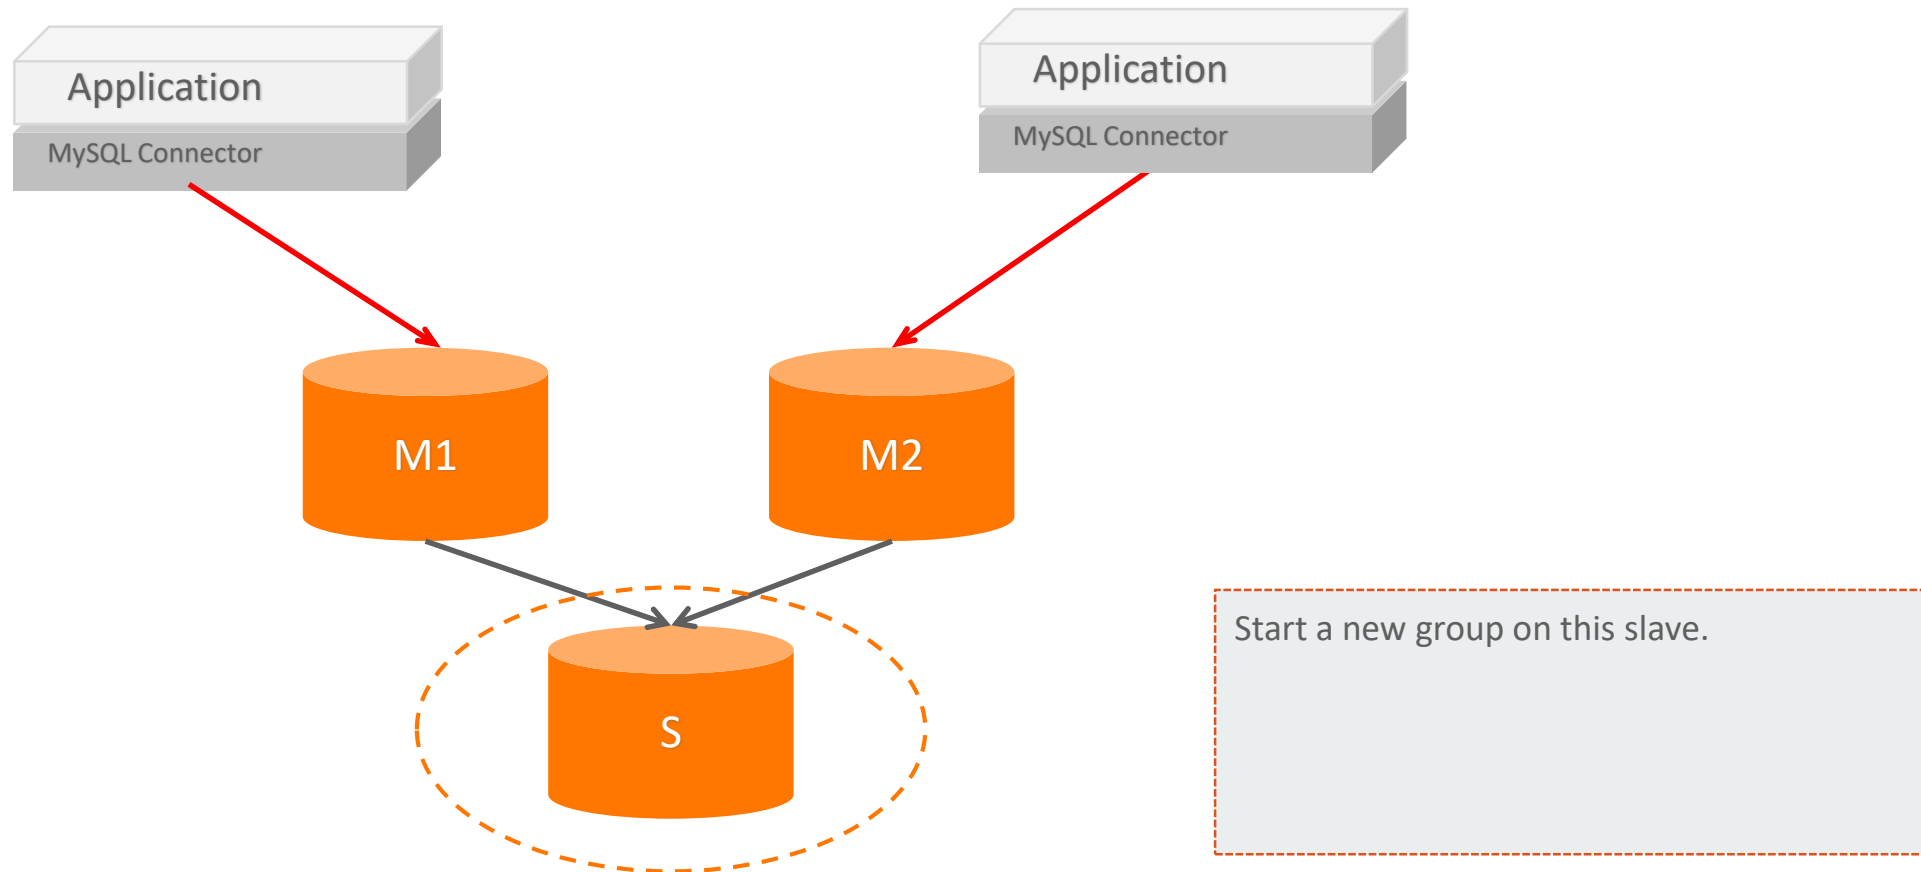 Application
MySQL Connector
Application
MySQL Connector
M1
M2
S
Start a new group on this slave.